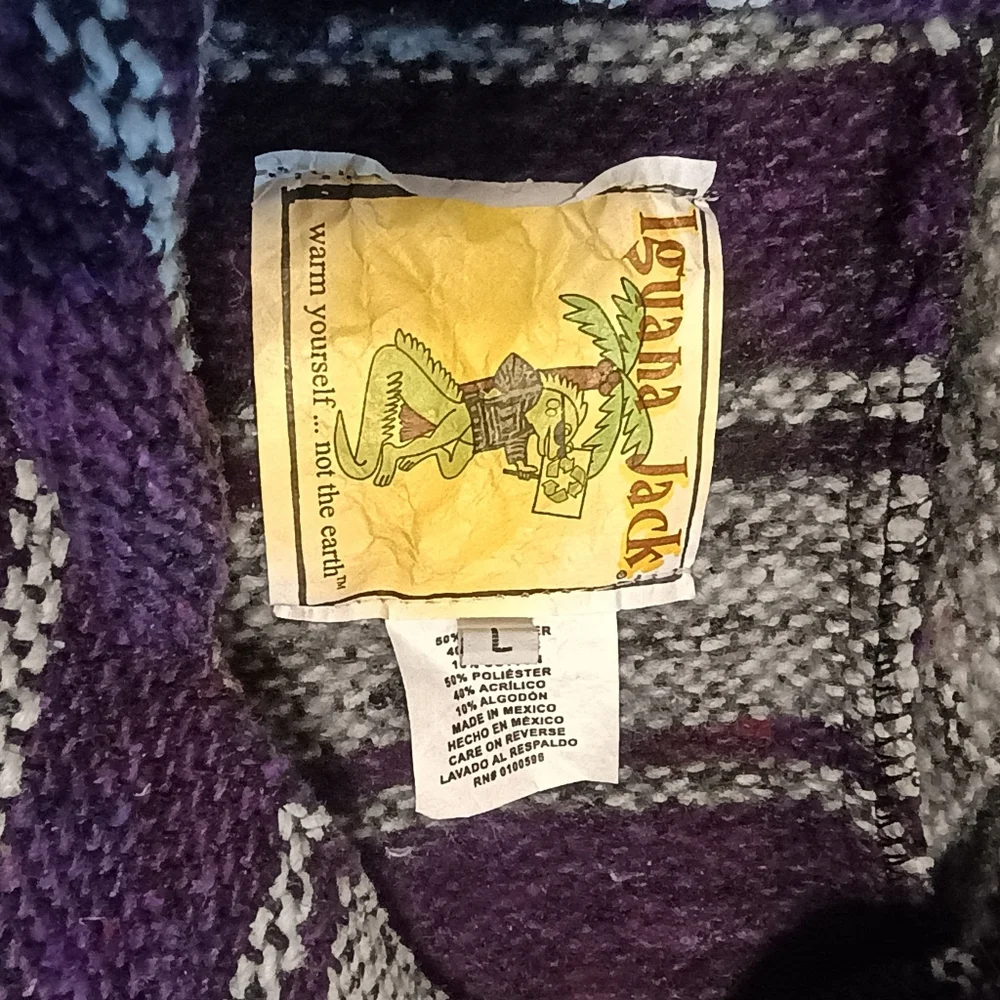 Iguana Jack®
warm yourself ... not the earth™
L
50%
50% POLIÉSTER
40% ACRÍLICO
10% ALGODÓN
MADE IN MEXICO
HECHO EN MÉXICO
CARE ON REVERSE
LAVADO AL RESPALDO
RN# 0100596